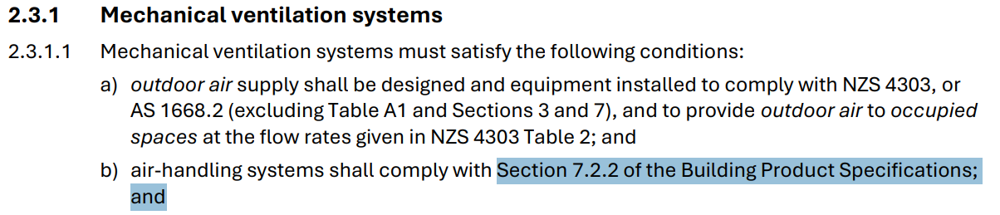 2.3.1 Mechanical ventilation systems
2.3.1.1 Mechanical ventilation systems must satisfy the following conditions:
a) outdoor air supply shall be designed and equipment installed to comply with NZS 4303, or
AS 1668.2 (excluding Table A1 and Sections 3 and 7), and to provide outdoor air to occupied
spaces at the flow rates given in NZS 4303 Table 2; and
b) air-handling systems shall comply with Section 7.2.2 of the Building Product Specifications;
and